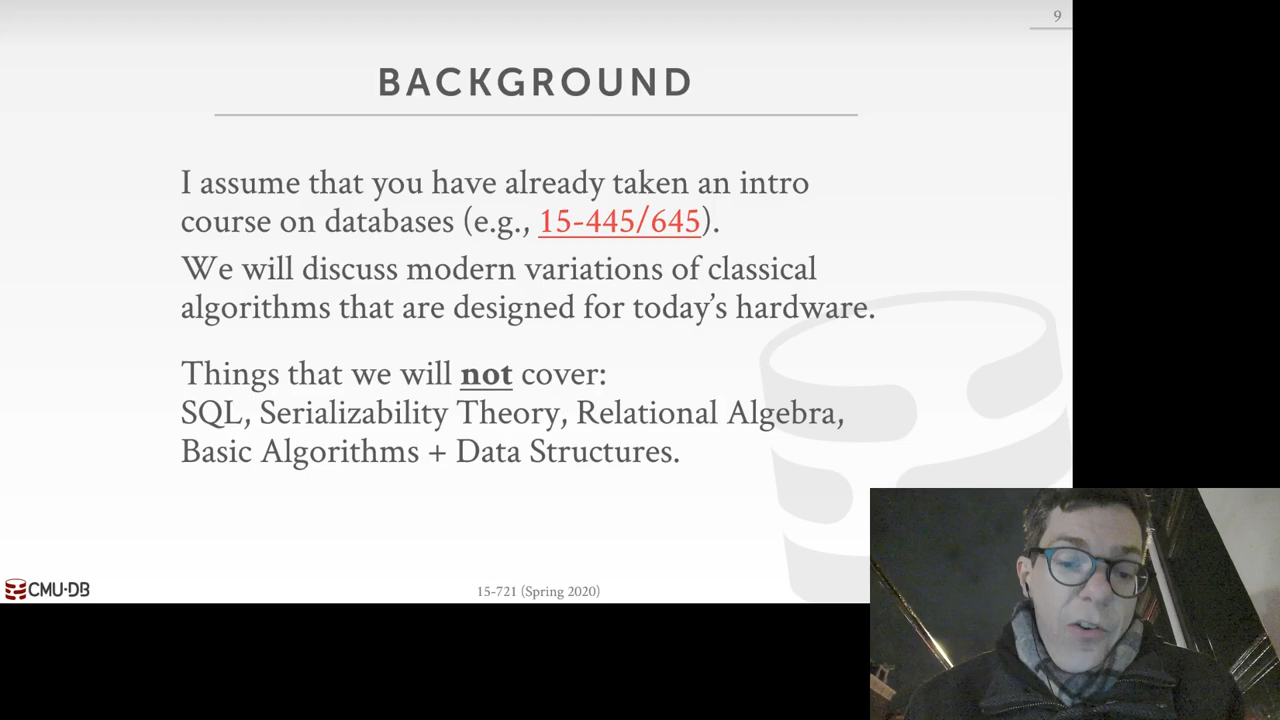 9
BACKGROUND
I assume that you have already taken an intro
course on databases (e.g., 15-445/645).
We will discuss modern variations of classical
algorithms that are designed for today's hardware.
Things that we will not cover:
SQL, Serializability Theory, Relational Algebra,
Basic Algorithms + Data Structures.
CMU·DB
15-721 (Spring 2020)